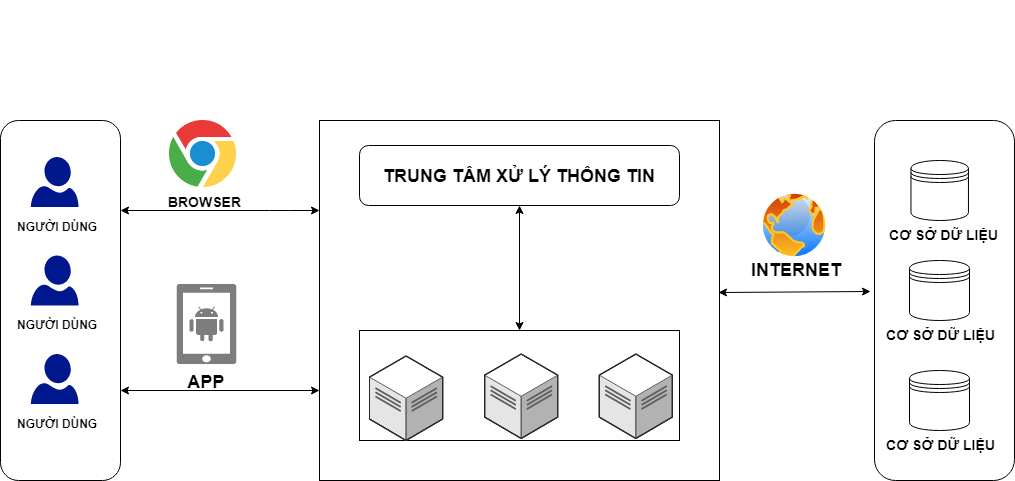 NGƯỜI DÙNG
NGƯỜI DÙNG
NGƯỜI DÙNG
BROWSER
APP
TRUNG TÂM XỬ LÝ THÔNG TIN
INTERNET
CƠ SỞ DỮ LIỆU
CƠ SỞ DỮ LIỆU
CƠ SỞ DỮ LIỆU